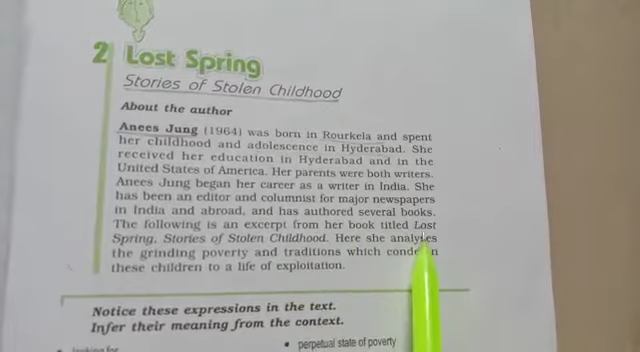 2 Lost Spring
Stories of Stolen Childhood
About the author
Anees Jung (1964) was born in Rourkela and spent
her childhood and adolescence in Hyderabad. She
received her education in Hyderabad and in the
United States of America. Her parents were both writers.
Anees Jung began her career as a writer in India. She
has been an editor and columnist for major newspapers
in India and abroad, and has authored several books.
The following is an excerpt from her book titled Lost
Spring, Stories of Stolen Childhood. Here she analyses
the grinding poverty and traditions which condemn
these children to a life of exploitation.
Notice these expressions in the text.
Infer their meaning from the context.
looking for
• perpetual state of poverty